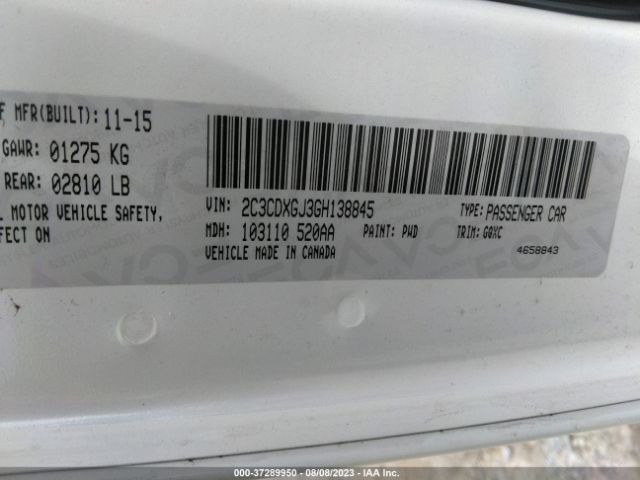 F MFR(BUILT): 11-15
GAWR: 01275 KG
REAR: 02810 LB
L MOTOR VEHICLE SAFETY,
FECT ON
VIN: 2C3CDXGJ3GH138845
TYPE: PASSENGER CAR
MDH: 103110 520AA
PAINT: PWD
TRIM: GQXC
VEHICLE MADE IN CANADA
4658843
000-37289950 - 08/08/2023 - IAA Inc.